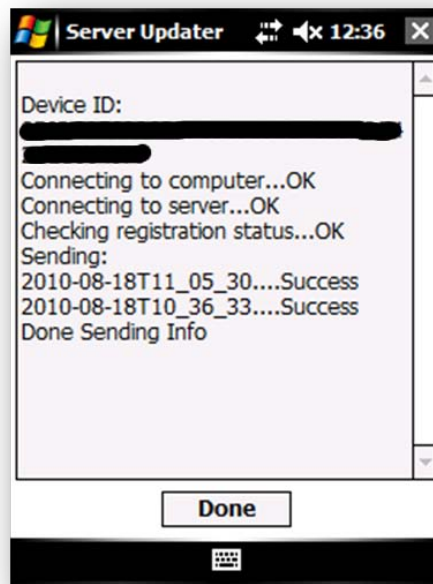 Server Updater 12:36
Device ID:
Connecting to computer...OK
Connecting to server...OK
Checking registration status...OK
Sending:
2010-08-18T11_05_30....Success
2010-08-18T10_36_33....Success
Done Sending Info
Done